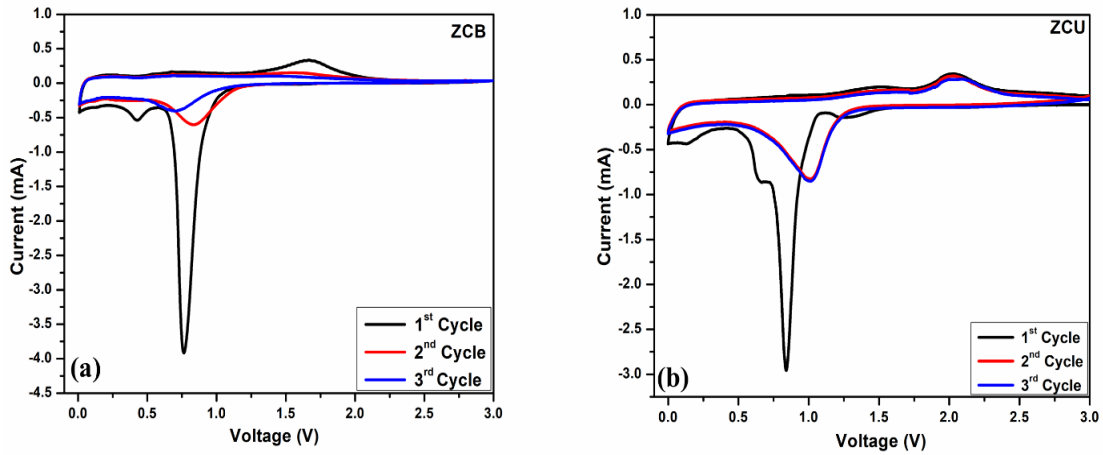 ZCB
1.0
0.5
0.0
-0.5
-1.0
-1.5
-2.0
-2.5
-3.0
-3.5
-4.0
-4.5
Current (mA)
0.0 0.5 1.0 1.5 2.0 2.5 3.0
Voltage (V)
1st Cycle
2nd Cycle
3rd Cycle
(a)
ZCU
1.0
0.5
0.0
-0.5
-1.0
-1.5
-2.0
-2.5
-3.0
Current (mA)
0.0 0.5 1.0 1.5 2.0 2.5 3.0
Voltage (V)
1st Cycle
2nd Cycle
3rd Cycle
(b)